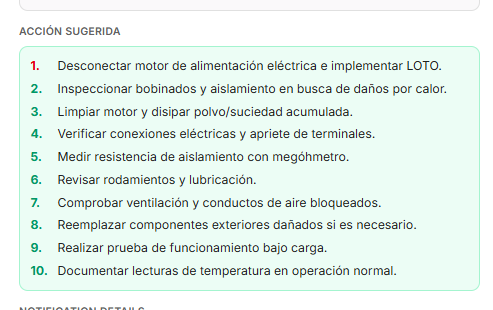 ACCIÓN SUGERIDA
1. Desconectar motor de alimentación eléctrica e implementar LOTO.
2. Inspeccionar bobinados y aislamiento en busca de daños por calor.
3. Limpiar motor y disipar polvo/suciedad acumulada.
4. Verificar conexiones eléctricas y apriete de terminales.
5. Medir resistencia de aislamiento con megóhmetro.
6. Revisar rodamientos y lubricación.
7. Comprobar ventilación y conductos de aire bloqueados.
8. Reemplazar componentes exteriores dañados si es necesario.
9. Realizar prueba de funcionamiento bajo carga.
10. Documentar lecturas de temperatura en operación normal.
NOTIFICATION DETAILS